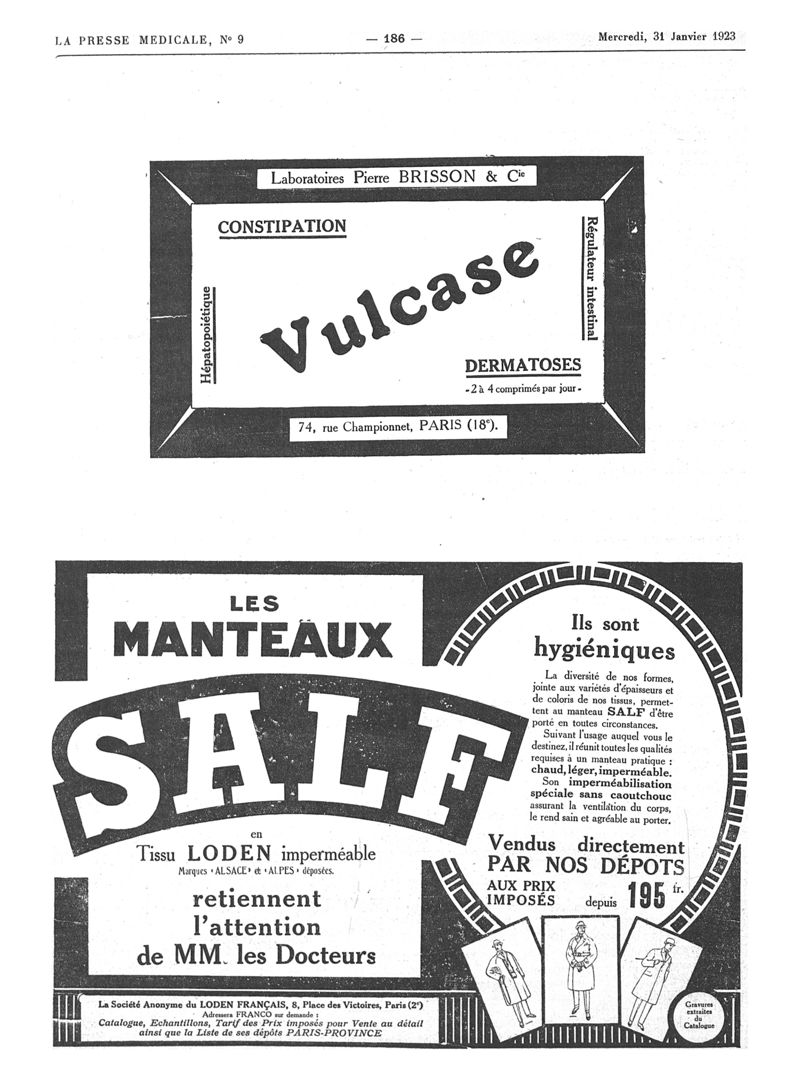 LA PRESSE MEDICALE, Nº 9
— 186 —
Mercredi, 31 Janvier 1923
Laboratoires Pierre BRISSON & Cie
CONSTIPATION
Régulateur intestinal
Vulcase
Hépatopoiétique
DERMATOSES
-2 à 4 comprimés par jour-
74, rue Championnet, PARIS (18e).
LES
MANTEAUX
SALF
en
Tissu LODEN imperméable
Marques "ALSACE" et "ALPES" déposées.
retiennent
l'attention
de MM. les Docteurs
Ils sont
hygiéniques
La diversité de nos formes,
jointe aux variétés d'épaisseurs et
de coloris de nos tissus, permet-
tent au manteau SALF d'être
porté en toutes circonstances.
Suivant l'usage auquel vous le
destinez, il réunit toutes les qualités
requises à un manteau pratique :
chaud, léger, imperméable.
Son imperméabilisation
spéciale sans caoutchouc
assurant la ventilation du corps,
le rend sain et agréable au porter.
Vendus directement
PAR NOS DÉPOTS
AUX PRIX
IMPOSÉS depuis 195 fr.
La Société Anonyme du LODEN FRANÇAIS, 8, Place des Victoires, Paris (2e)
Adressera FRANCO sur demande :
Catalogue, Echantillons, Tarif des Prix imposés pour Vente au détail
ainsi que la Liste de ses dépôts PARIS-PROVINCE
Gravures
extraites
du
Catalogue